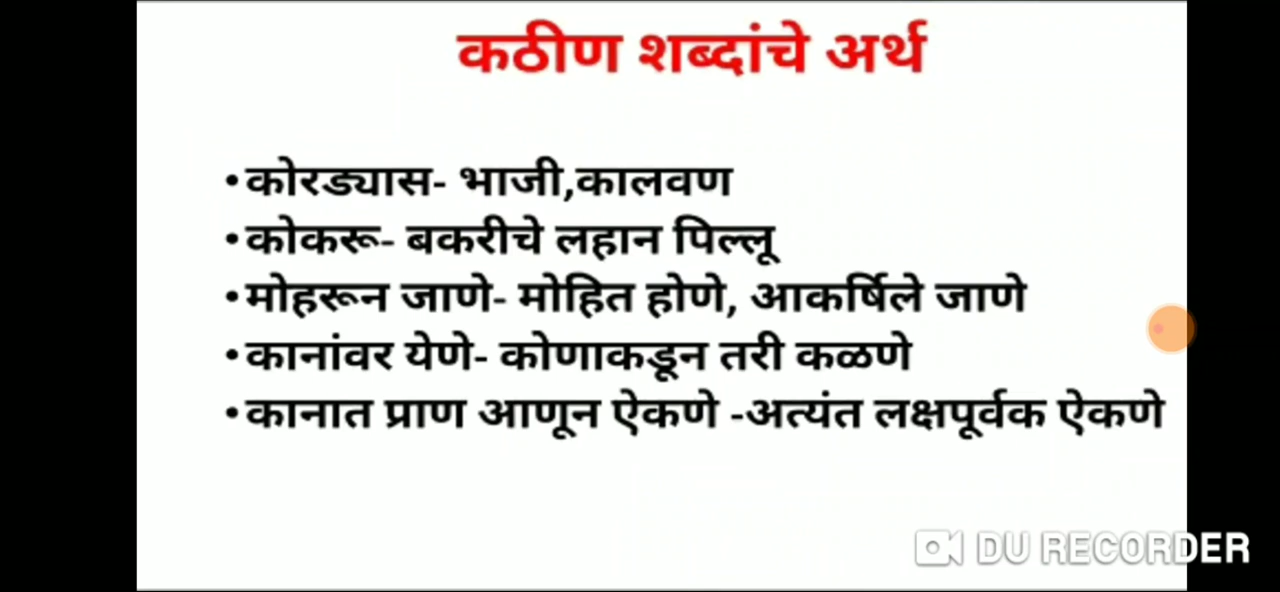 कठीण शब्दांचे अर्थ
•कोरड्यास- भाजी,कालवण
•कोकरू- बकरीचे लहान पिल्लू
•मोहरून जाणे- मोहित होणे, आकर्षिले जाणे
•कानांवर येणे- कोणाकडून तरी कळणे
•कानात प्राण आणून ऐकणे -अत्यंत लक्षपूर्वक ऐकणे
DU RECORDER